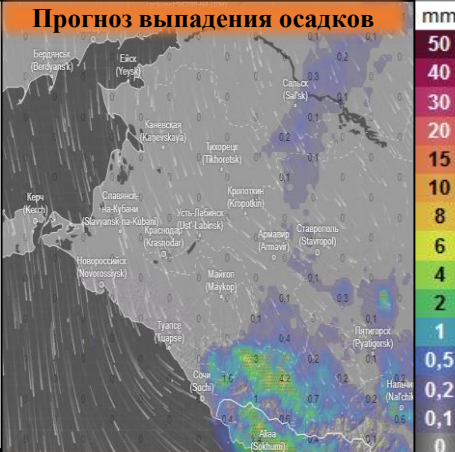 Прогноз выпадения осадков
mm
50
40
30
20
15
10
8
6
4
2
1
0,5
0,2
0,1
0
Бердянськ
(Berdyans'k)
Ейск
(Yeysk)
Сальск
(Sal'sk)
Каневская
(Kanevskaya)
Тихорецк
(Tikhoretsk)
Керчь
(Kerch)
Славянск-
на-Кубани
(Slavyansk-na-Kubani)
Кропоткин
(Kropotkin)
Усть-Лабинск
(Ust'-Labinsk)
Краснодар
(Krasnodar)
Армавир
(Armavir)
Ставрополь
(Stavropol)
Новороссийск
(Novorossiysk)
Майкоп
(Maykop)
Туапсе
(Tuapse)
Пятигорск
(Pyatigorsk)
Сочи
(Sochi)
Нальчик
(Nal'chik
Аҟәа
(Sokhumi)